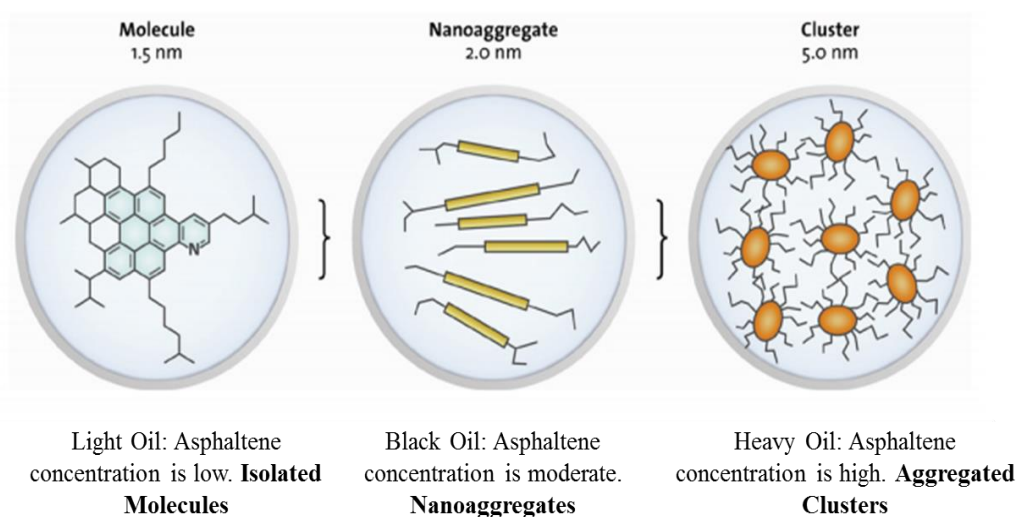 Molecule
1.5 nm
Nanoaggregate
2.0 nm
Cluster
5.0 nm
N
Light Oil: Asphaltene
concentration is low. Isolated
Molecules
Black Oil: Asphaltene
concentration is moderate.
Nanoaggregates
Heavy Oil: Asphaltene
concentration is high. Aggregated
Clusters